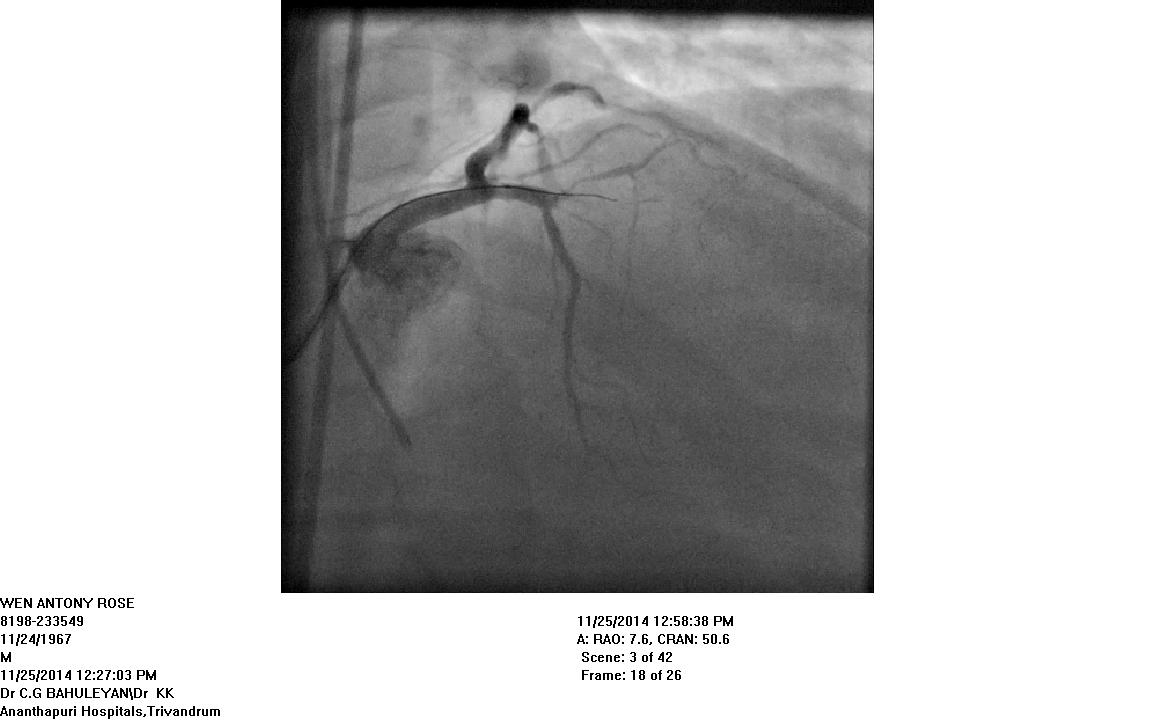 WEN ANTONY ROSE
8198-233549
11/24/1967
M
11/25/2014 12:27:03 PM
Dr C.G BAHULEYAN\Dr  KK
Ananthapuri Hospitals,Trivandrum
11/25/2014 12:58:38 PM
A: RAO: 7.6, CRAN: 50.6
Scene: 3 of 42
Frame: 18 of 26